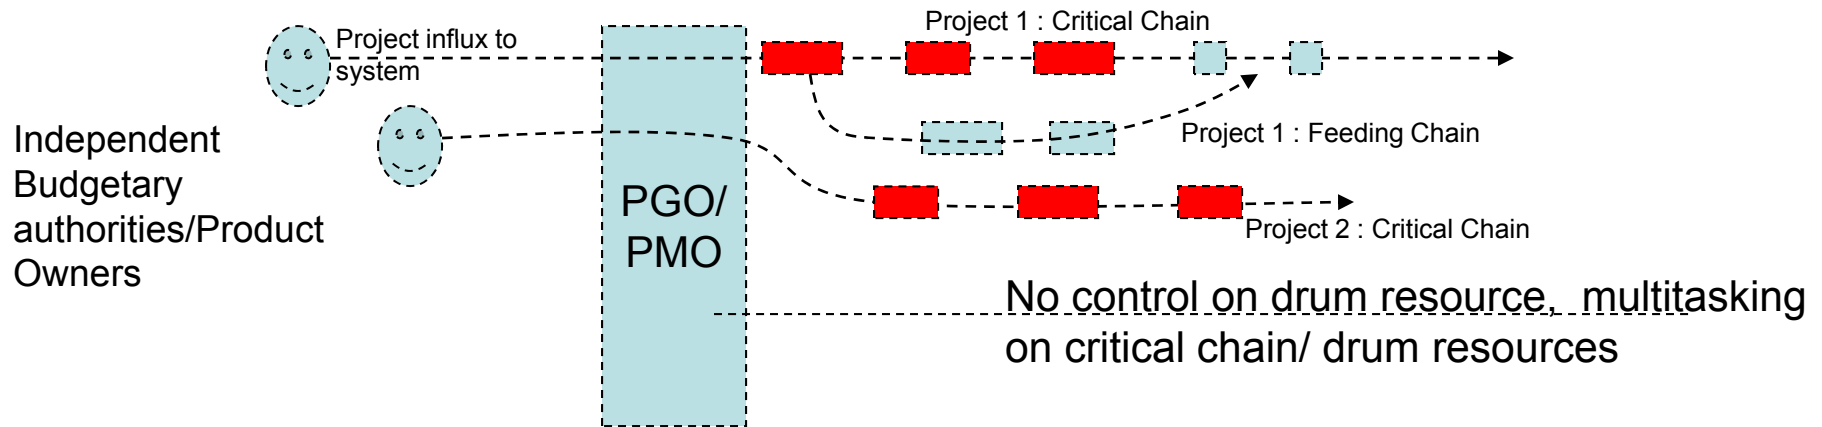 Project 1 : Critical Chain
Project influx to
system
Independent
Budgetary
authorities/Product
Owners
Project 1 : Feeding Chain
PGO/
PMO
Project 2 : Critical Chain
No control on drum resource,  multitasking
on critical chain/ drum resources